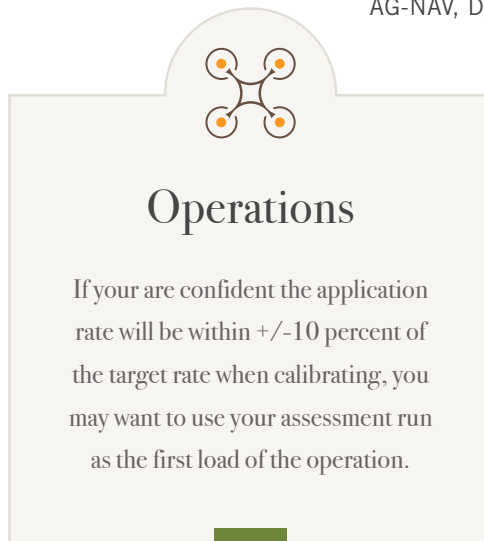 AG-NAV, D
Operations
If your are confident the application
rate will be within +/-10 percent of
the target rate when calibrating, you
may want to use your assessment run
as the first load of the operation.